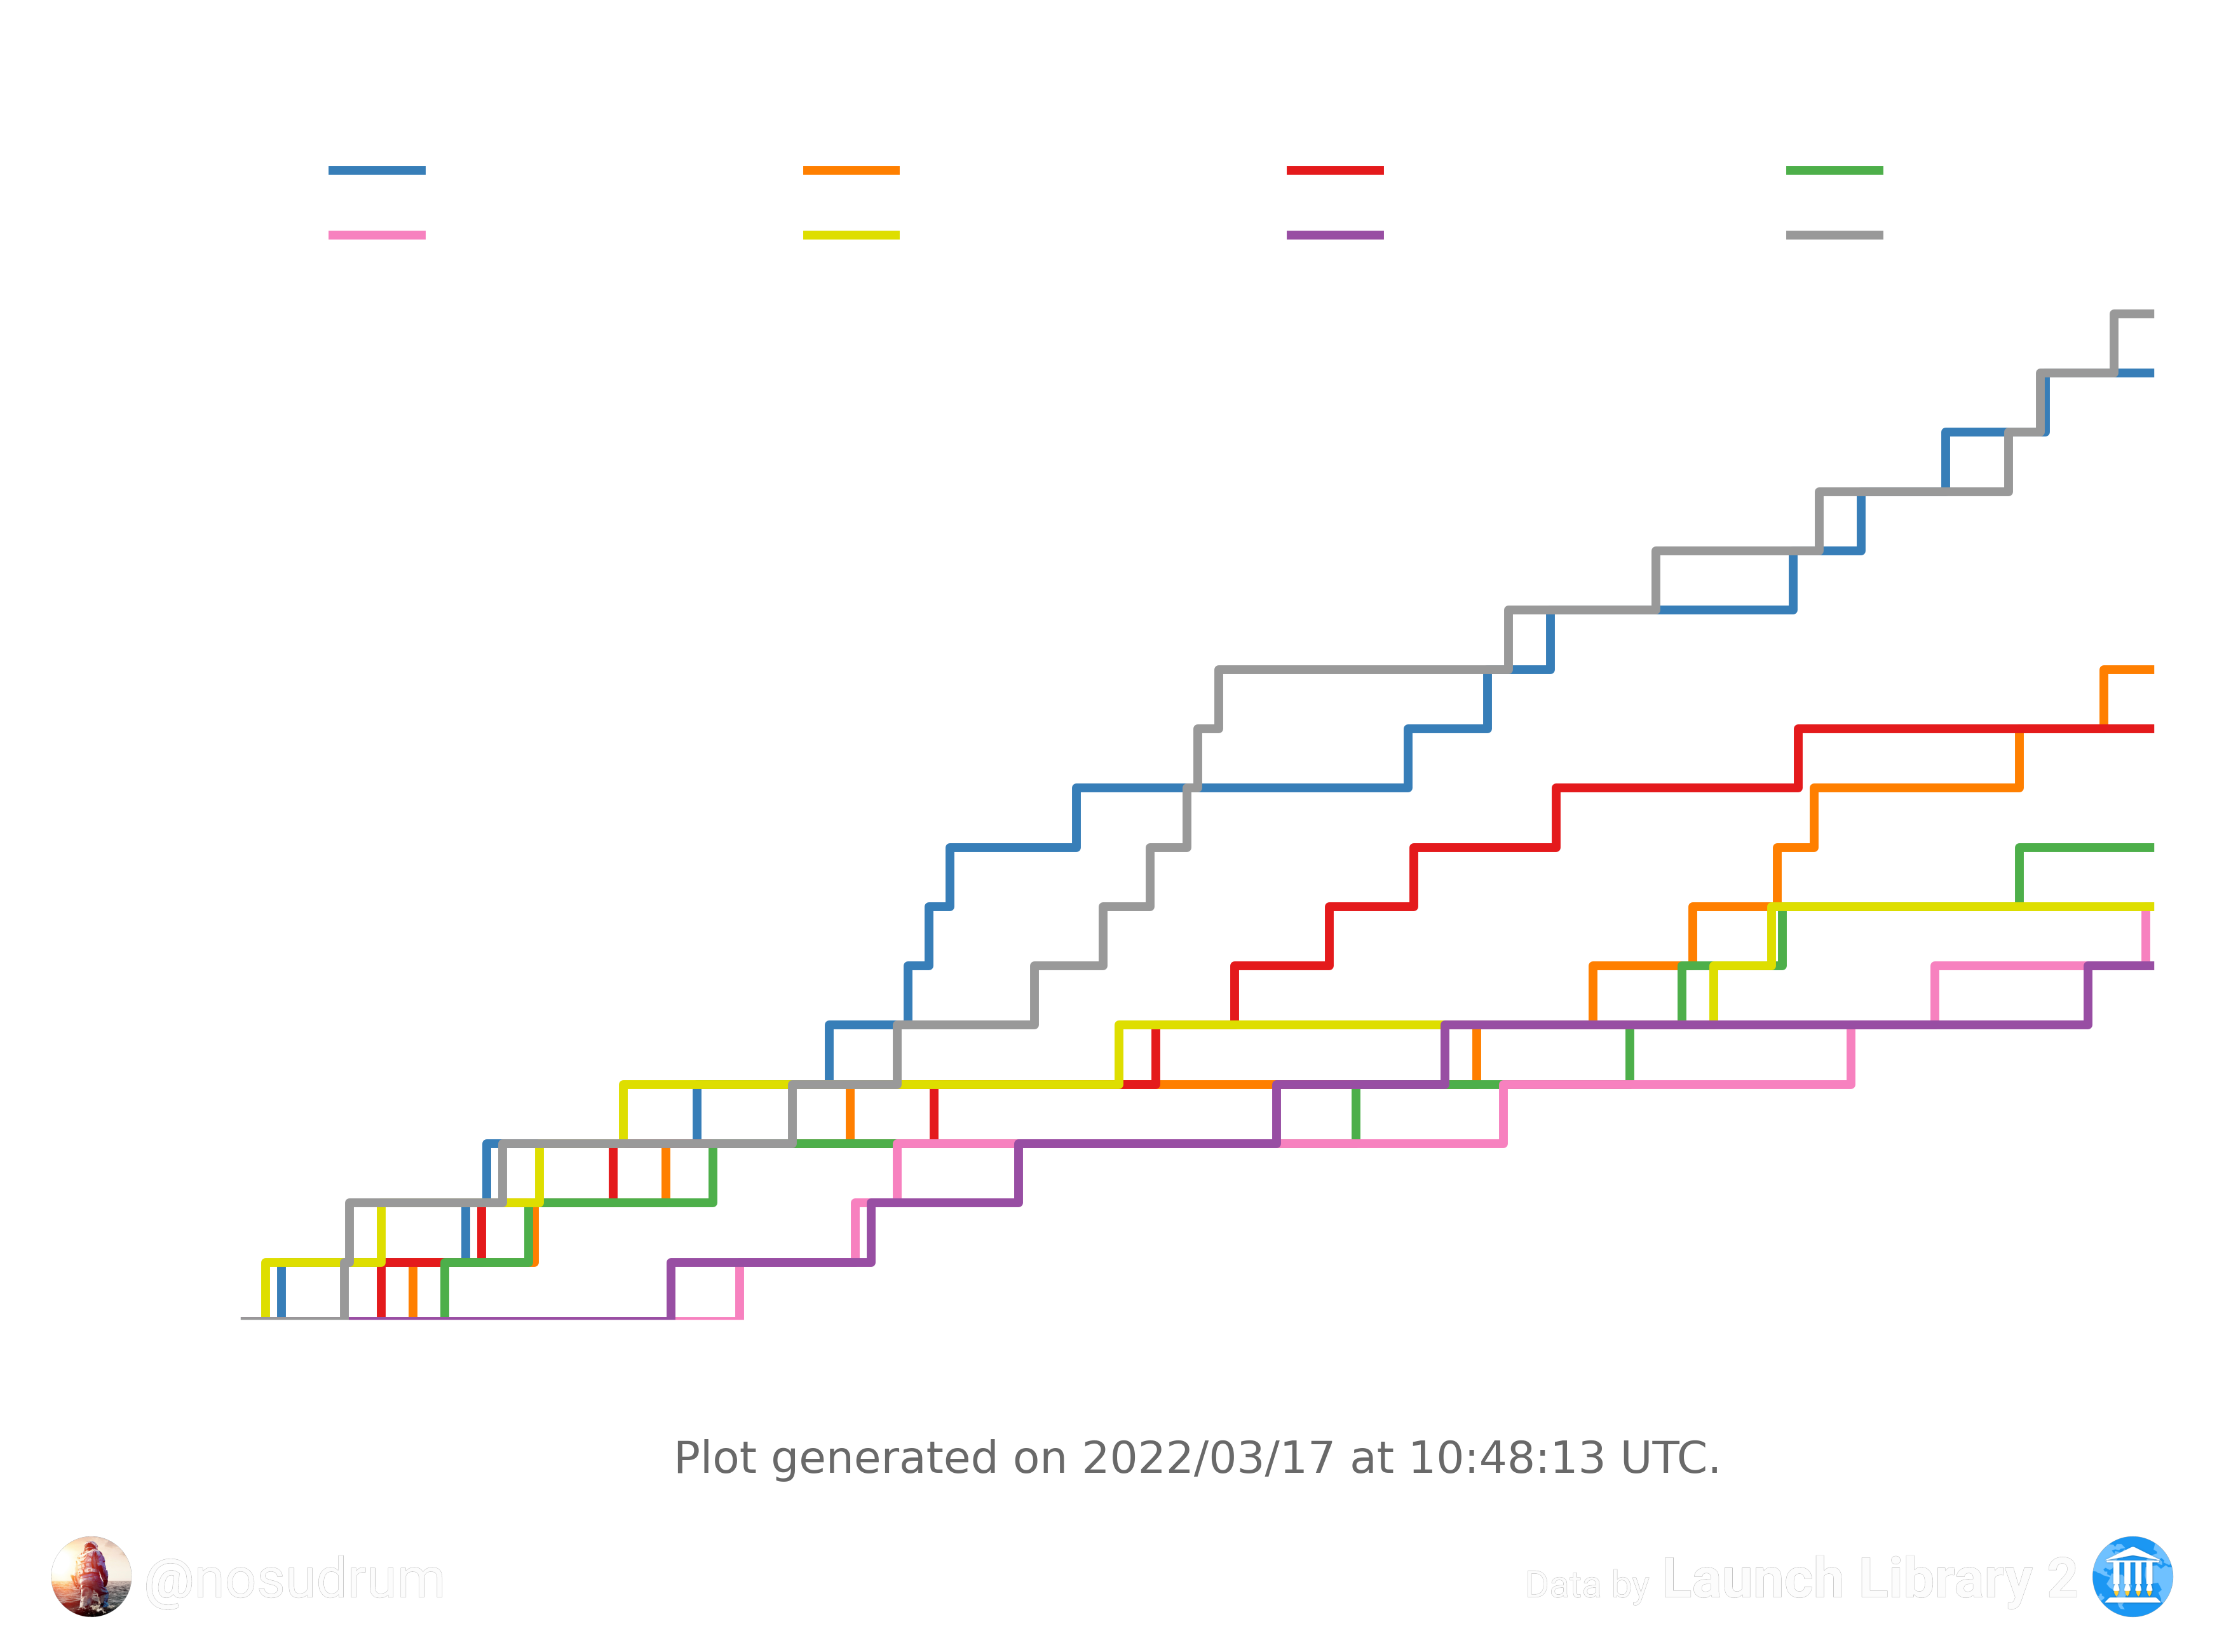 Plot generated on 2022/03/17 at 10:48:13 UTC.
@nosudrum
Data by Launch Library 2